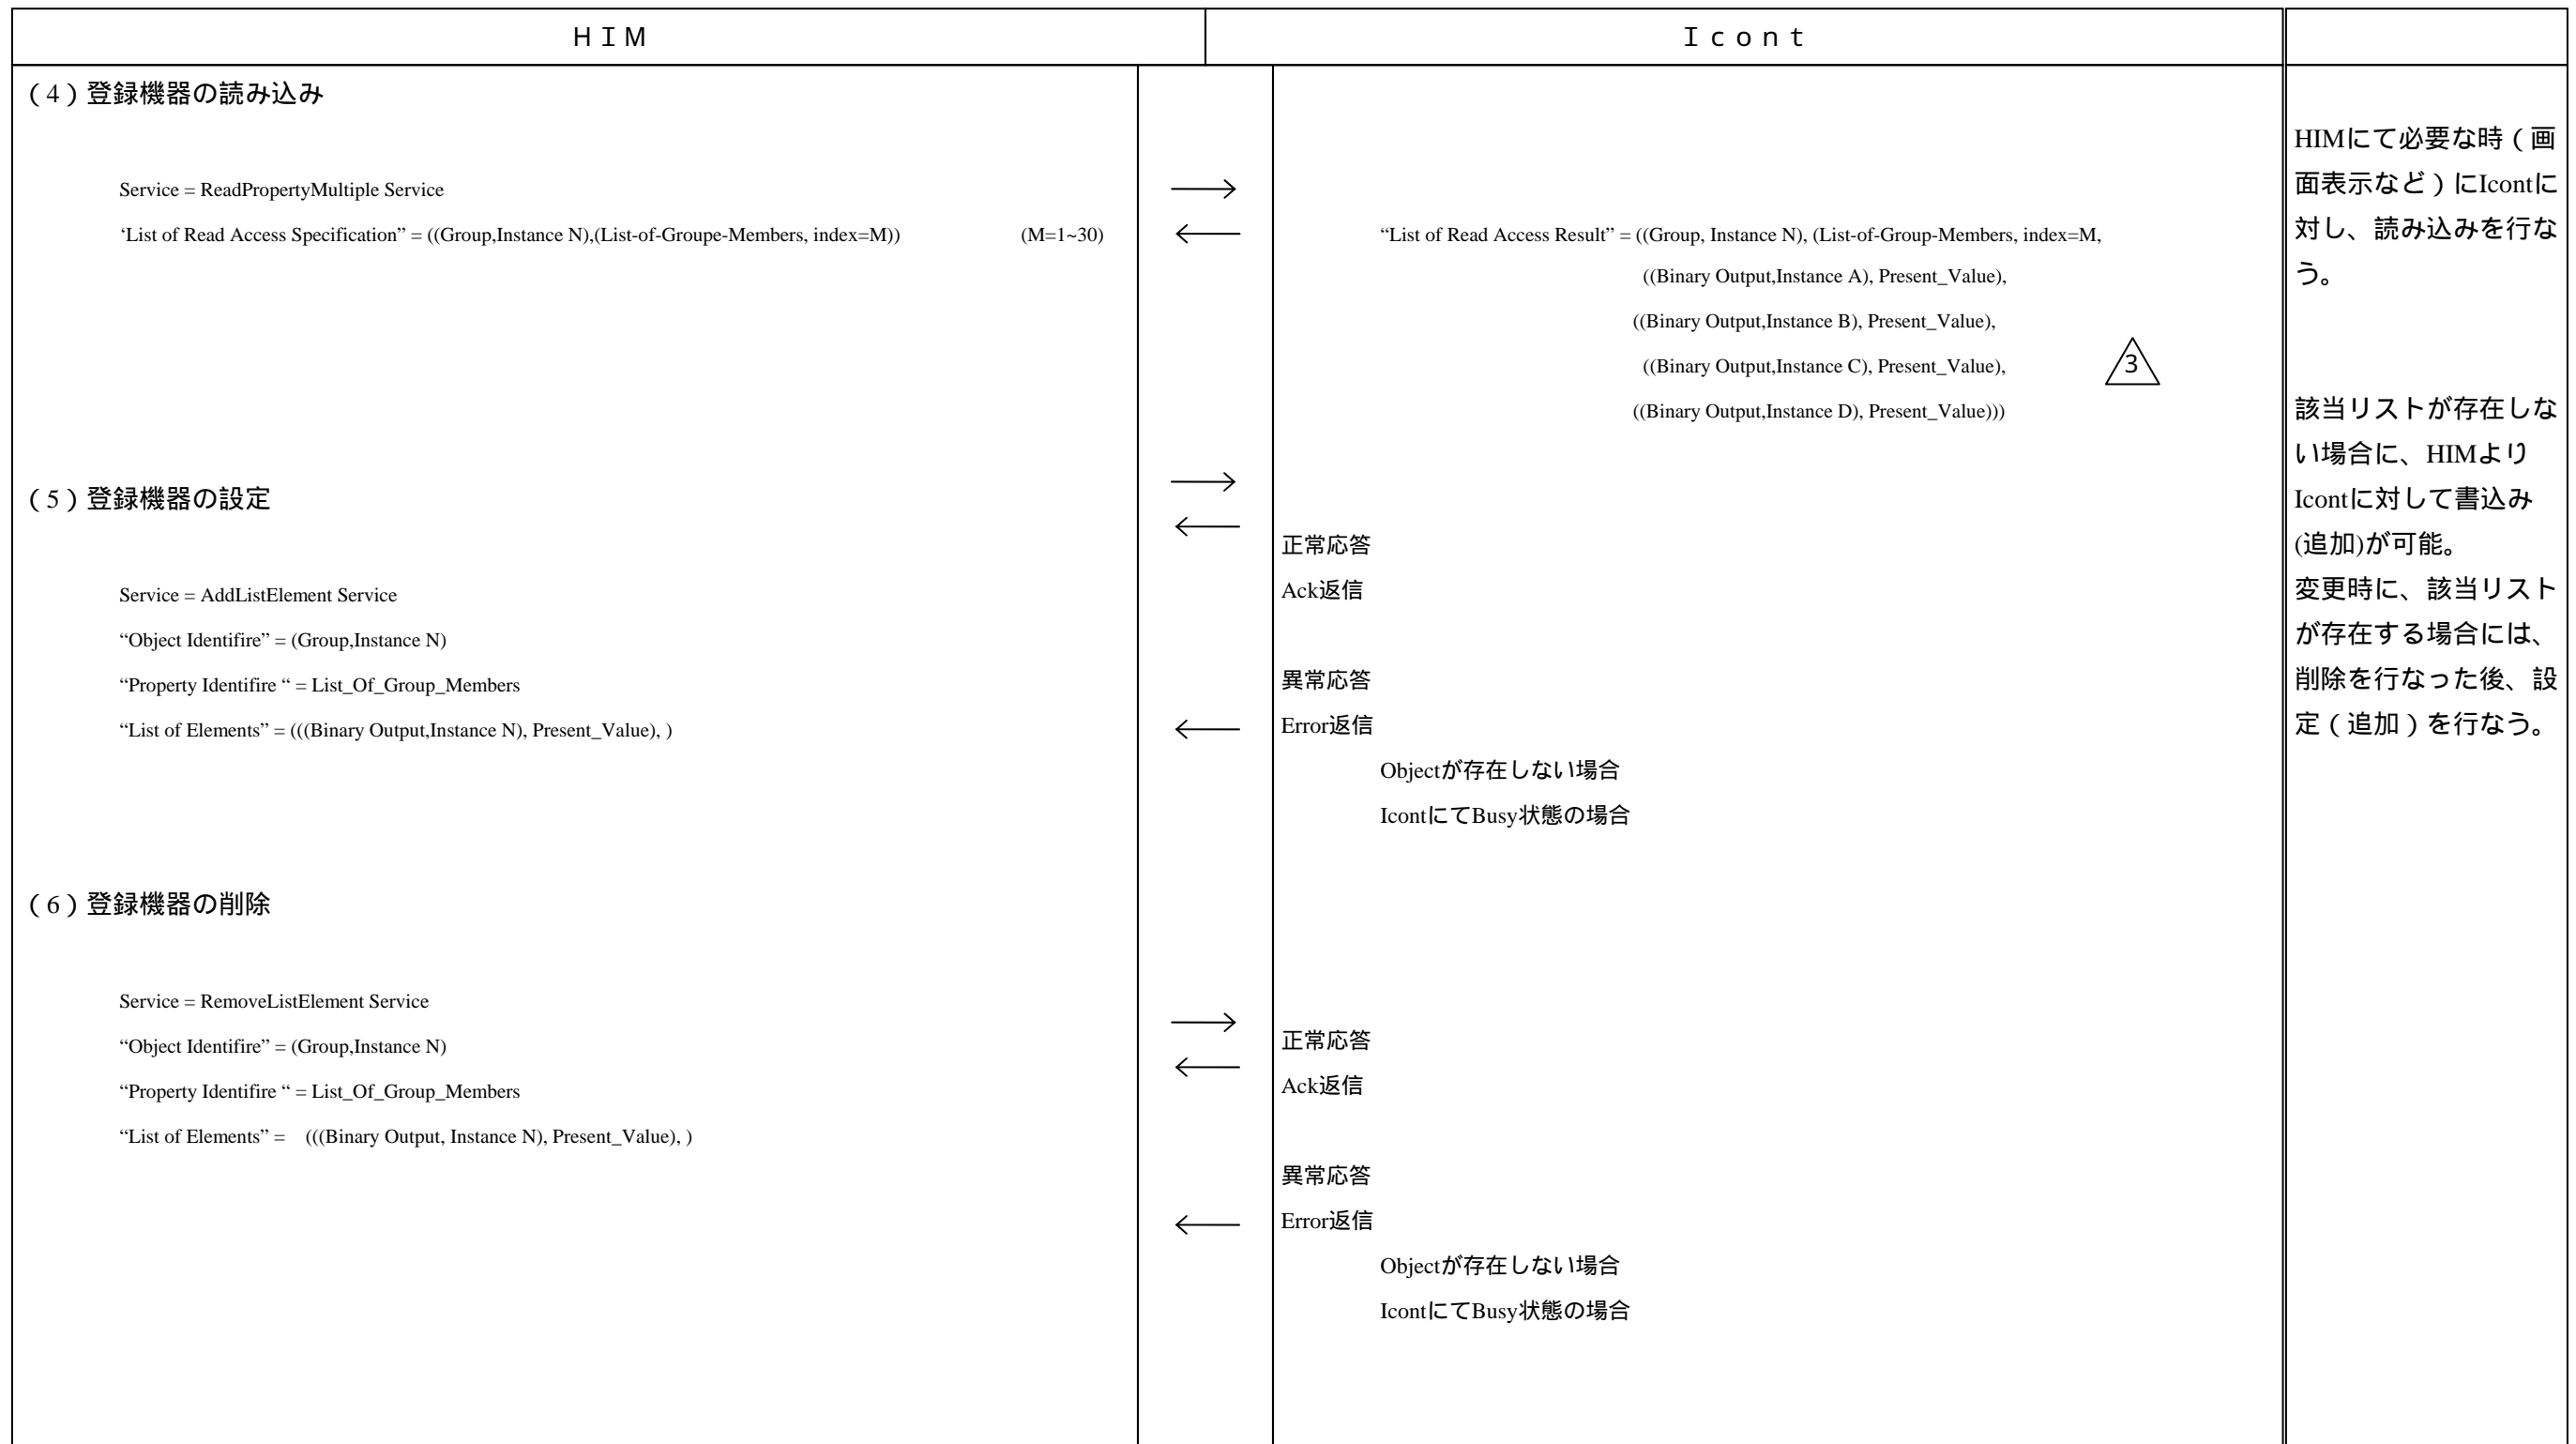 ＨＩＭ
Ｉｃｏｎｔ
（4）登録機器の読み込み
Service = ReadPropertyMultiple Service
‘List of Read Access Specification” = ((Group,Instance N),(List-of-Groupe-Members, index=M)) (M=1~30)
“List of Read Access Result” = ((Group, Instance N), (List-of-Group-Members, index=M,
((Binary Output,Instance A), Present_Value),
((Binary Output,Instance B), Present_Value),
((Binary Output,Instance C), Present_Value),
3
((Binary Output,Instance D), Present_Value)))
（5）登録機器の設定
Service = AddListElement Service
“Object Identifire” = (Group,Instance N)
“Property Identifire “ = List_Of_Group_Members
“List of Elements” = (((Binary Output,Instance N), Present_Value), )
正常応答
Ack返信
異常応答
Error返信
Objectが存在しない場合
IcontにてBusy状態の場合
（6）登録機器の削除
Service = RemoveListElement Service
“Object Identifire” = (Group,Instance N)
“Property Identifire “ = List_Of_Group_Members
“List of Elements” = (((Binary Output, Instance N), Present_Value), )
正常応答
Ack返信
異常応答
Error返信
Objectが存在しない場合
IcontにてBusy状態の場合
HIMにて必要な時（画
面表示など）にIcontに
対し、読み込みを行な
う。
該当リストが存在しな
い場合に、HIMより
Icontに対して書込み
(追加)が可能。
変更時に、該当リスト
が存在する場合には、
削除を行なった後、設
定（追加）を行なう。